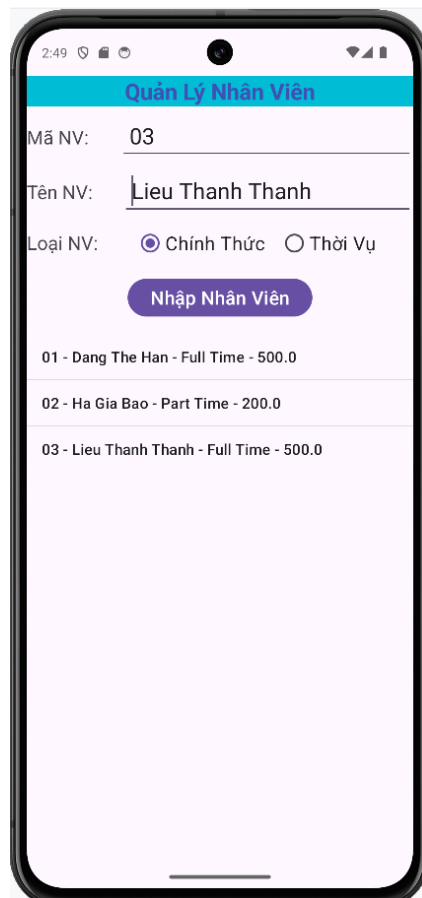 2:49
Quản Lý Nhân Viên
Mã NV: 03
Tên NV: Lieu Thanh Thanh
Loại NV: Chính Thức Thời Vụ
Nhập Nhân Viên
01 - Dang The Han - Full Time - 500.0
02 - Ha Gia Bao - Part Time - 200.0
03 - Lieu Thanh Thanh - Full Time - 500.0